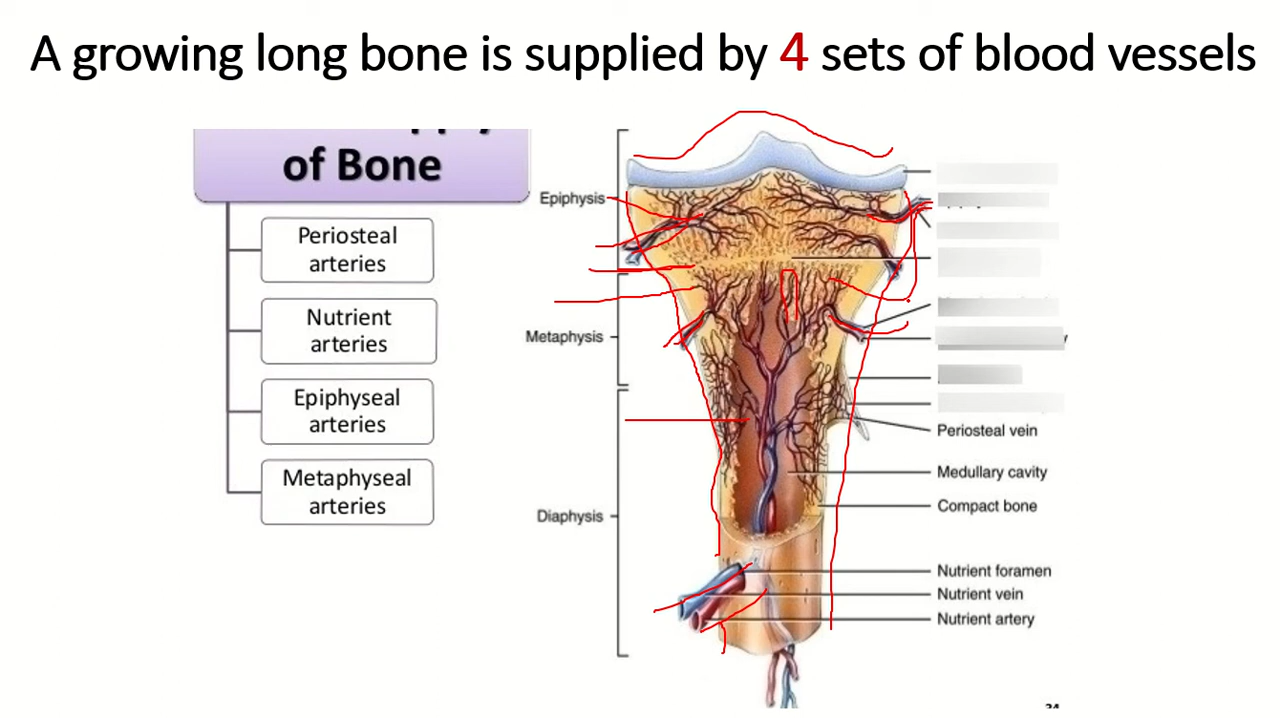 A growing long bone is supplied by 4 sets of blood vessels
of Bone
Periosteal
arteries
Nutrient
arteries
Epiphyseal
arteries
Metaphyseal
arteries
Epiphysis
Metaphysis
Diaphysis
Periosteal vein
Medullary cavity
Compact bone
Nutrient foramen
Nutrient vein
Nutrient artery